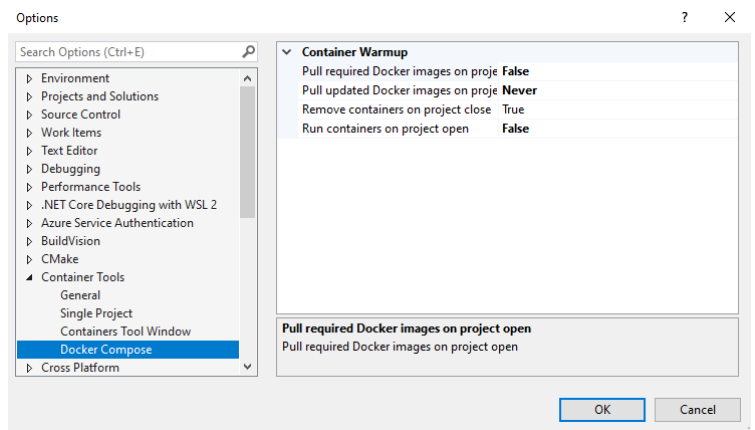 Options
?
Search Options (Ctrl+E)
Environment
Projects and Solutions
Source Control
Work Items
Text Editor
Debugging
Performance Tools
.NET Core Debugging with WSL 2
Azure Service Authentication
BuildVision
CMake
Container Tools
General
Single Project
Containers Tool Window
Docker Compose
Cross Platform
Container Warmup
Pull required Docker images on proje False
Pull updated Docker images on proje Never
Remove containers on project close True
Run containers on project open False
Pull required Docker images on project open
Pull required Docker images on project open
OK
Cancel